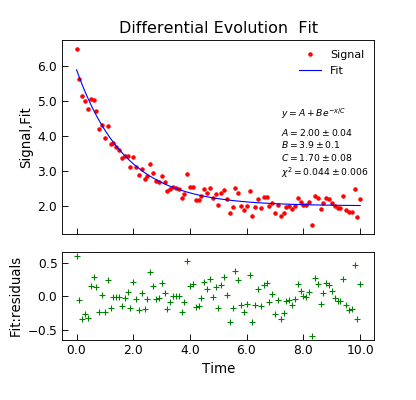 Differential Evolution  Fit
Signal
Fit
y = A + Be^{-x/C}
A = 2.00 ± 0.04
B = 3.9 ± 0.1
C = 1.70 ± 0.08
χ² = 0.044 ± 0.006
Signal,Fit
6.0
5.0
4.0
3.0
2.0
Fit:residuals
0.5
0.0
−0.5
0.0 2.0 4.0 6.0 8.0 10.0
Time